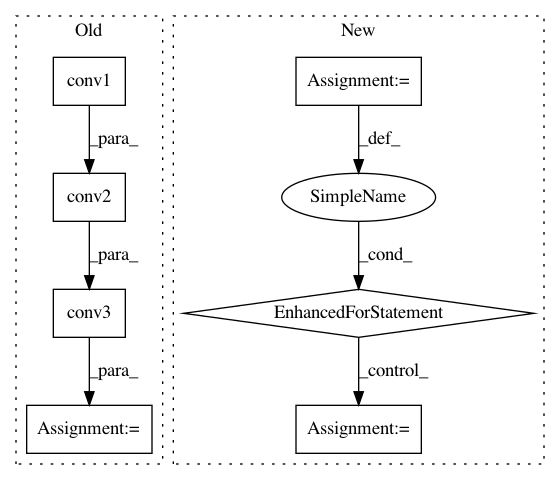 Old
New
conv1
Assignment:=
_para_
_def_
conv2
SimpleName
_para_
_cond_
conv3
EnhancedForStatement
_para_
_control_
Assignment:=
Assignment:=